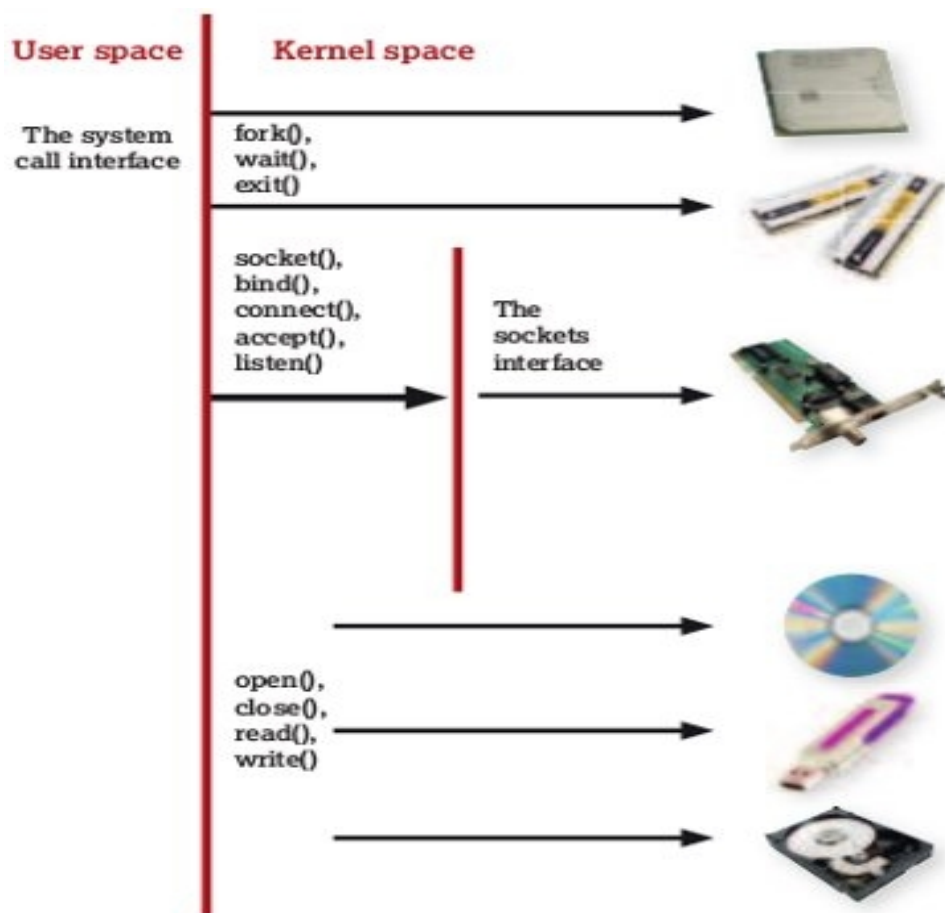 User space
Kernel space
The system
call interface
fork(),
wait(),
exit()
socket(),
bind(),
connect(),
accept(),
listen()
The
sockets
interface
open(),
close(),
read(),
write()